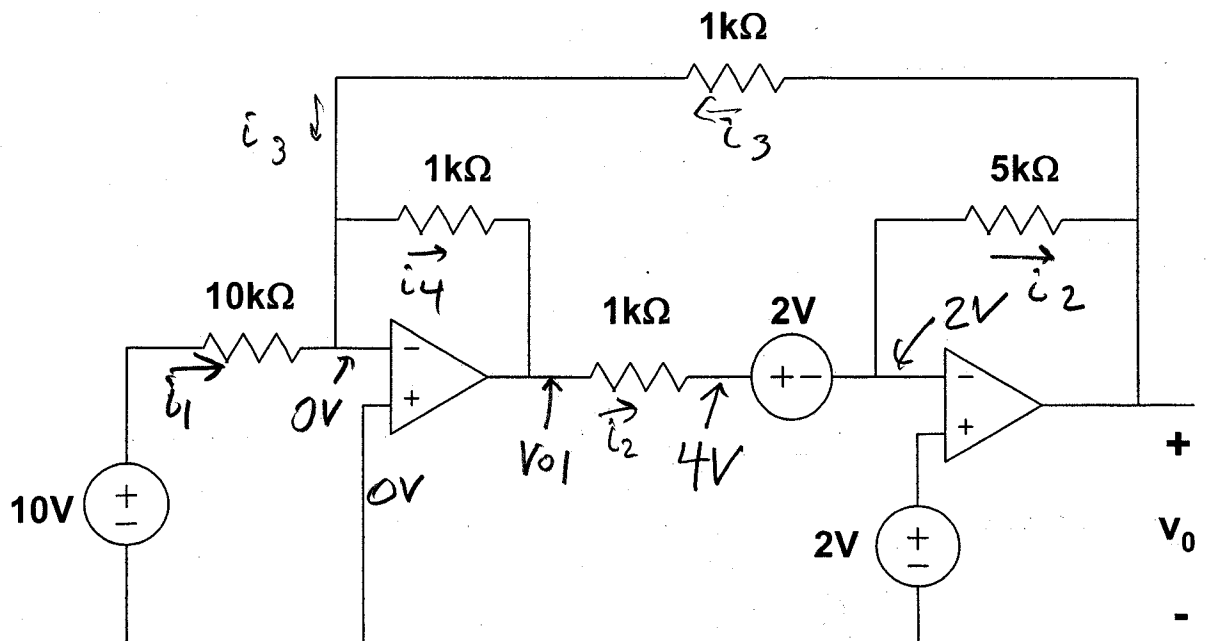 1kΩ
i3
i3
1kΩ
5kΩ
i4
i2
10kΩ
1kΩ
2V
2V
i1
0V
-
+
Vo1
i2
4V
+ -
-
+
0V
10V
+
-
2V
+
-
+
v0
-